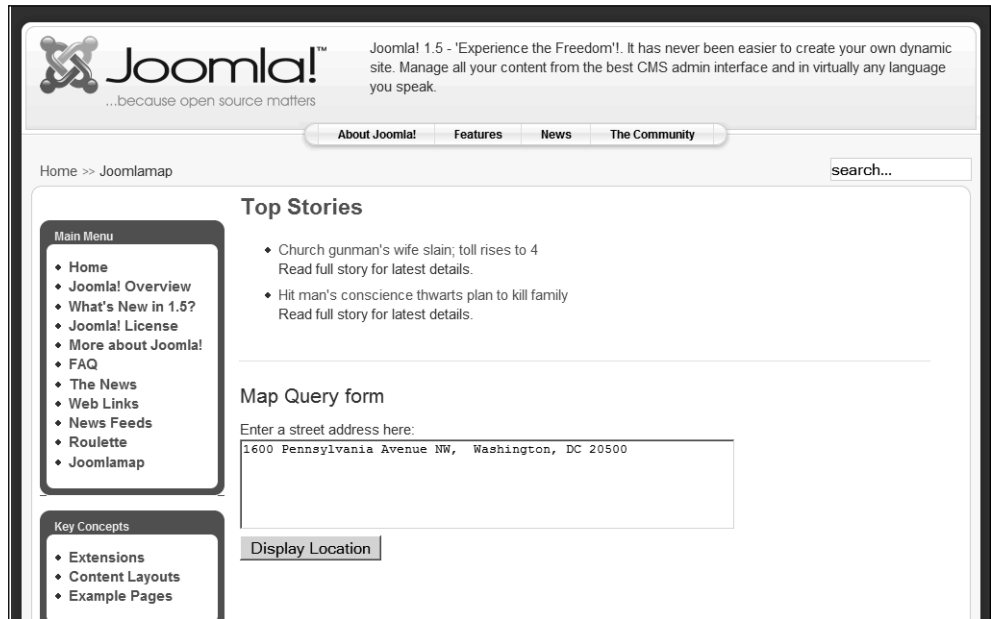 Joomla!™
...because open source matters
Joomla! 1.5 - 'Experience the Freedom'!. It has never been easier to create your own dynamic
site. Manage all your content from the best CMS admin interface and in virtually any language
you speak.
About Joomla! Features News The Community
Home >> Joomlamap
search...
Main Menu
Home
Joomla! Overview
What's New in 1.5?
Joomla! License
More about Joomla!
FAQ
The News
Web Links
News Feeds
Roulette
Joomlamap
Key Concepts
Extensions
Content Layouts
Example Pages
Top Stories
Church gunman's wife slain; toll rises to 4
Read full story for latest details.
Hit man's conscience thwarts plan to kill family
Read full story for latest details.
Map Query form
Enter a street address here:
1600 Pennsylvania Avenue NW,  Washington, DC 20500
Display Location